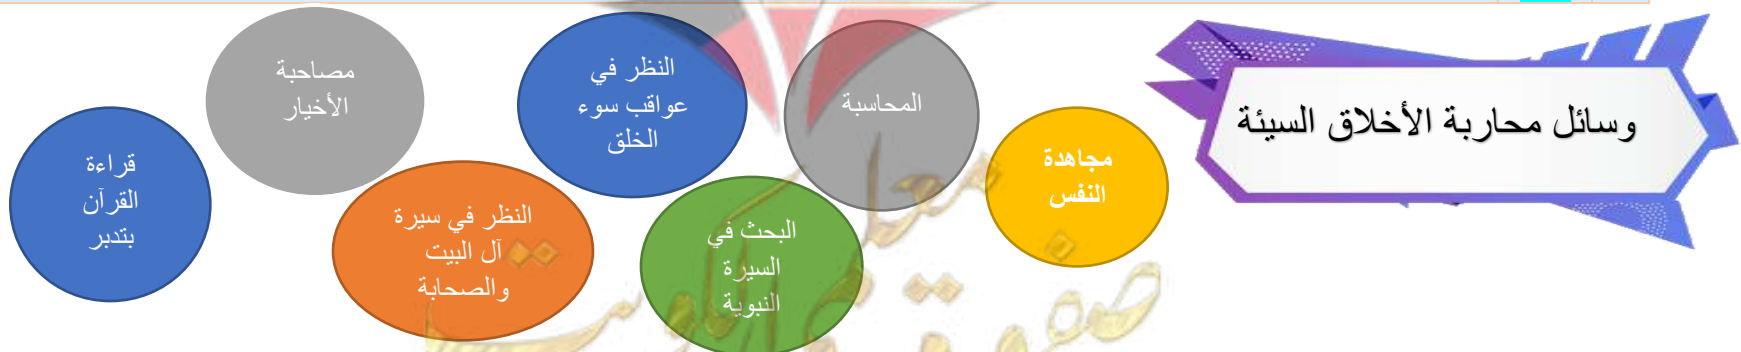 وسائل محاربة الأخلاق السيئة
مجاهدة
النفس
المحاسبة
البحث في
السيرة
النبوية
النظر في
عواقب سوء
الخلق
النظر في سيرة
آل البيت
والصحابة
مصاحبة
الأخيار
قراءة
القرآن
بتدبر